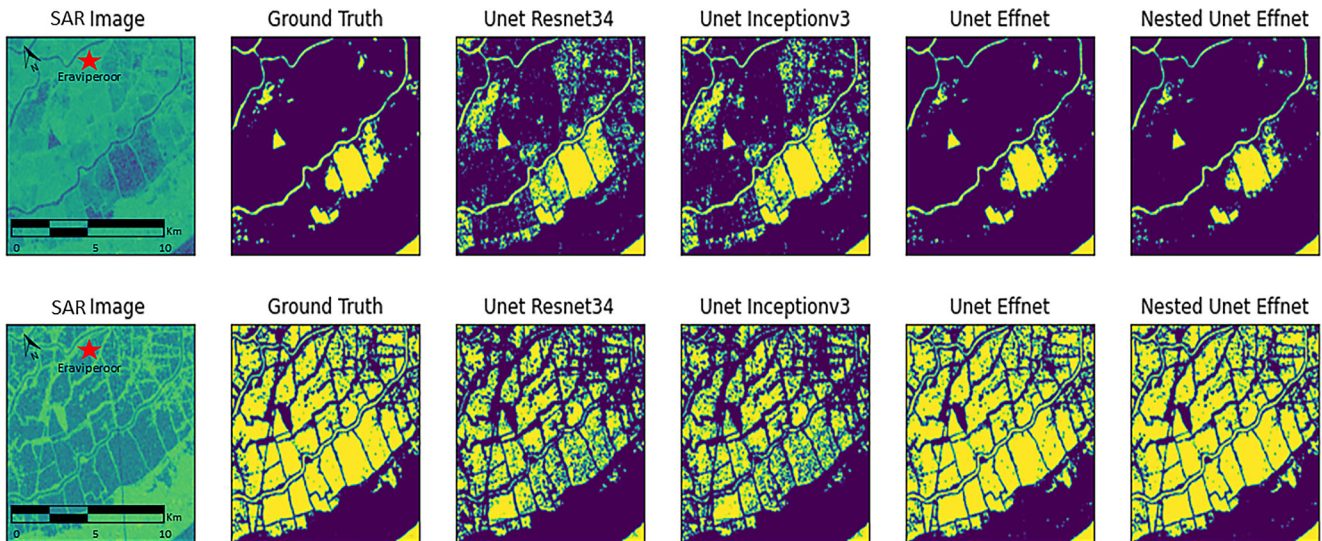 SAR Image
Ground Truth
Unet Resnet34
Unet Inceptionv3
Unet Effnet
Nested Unet Effnet
N
Eraviperoor
Km
0 5 10
SAR Image
Ground Truth
Unet Resnet34
Unet Inceptionv3
Unet Effnet
Nested Unet Effnet
N
Eraviperoor
Km
0 5 10